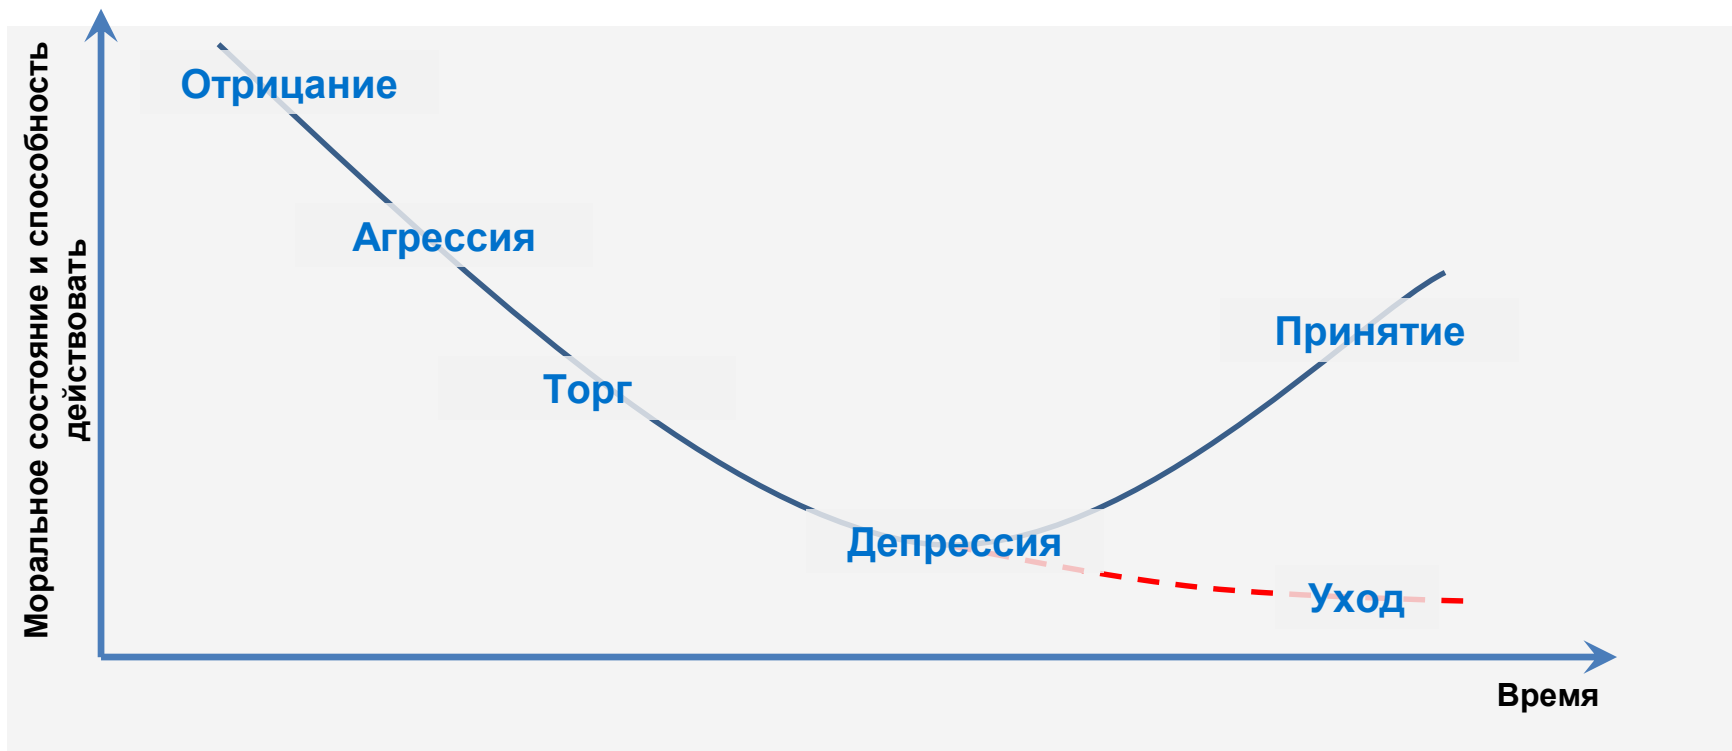 Моральное состояние и способность
действовать
Отрицание
Агрессия
Торг
Депрессия
Принятие
Уход
Время